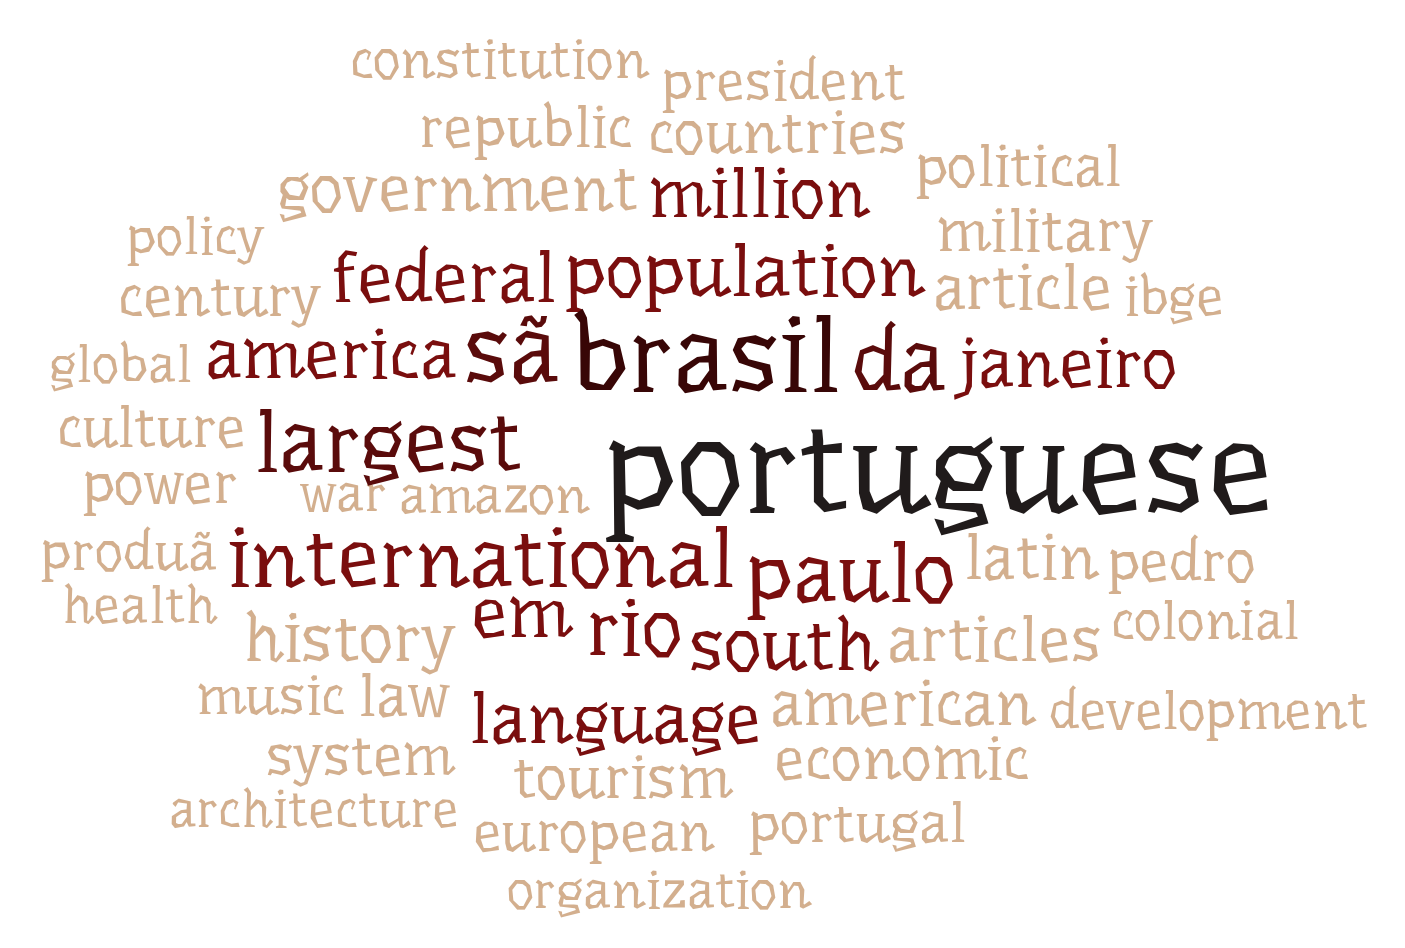 constitution president
republic countries
government million political
policy federal population military
century article ibge
global america sã brasil da janeiro
culture largest portuguese
power war amazon
produã international paulo latin pedro
health em rio south articles colonial
history
music law language american development
system tourism economic
architecture european portugal
organization